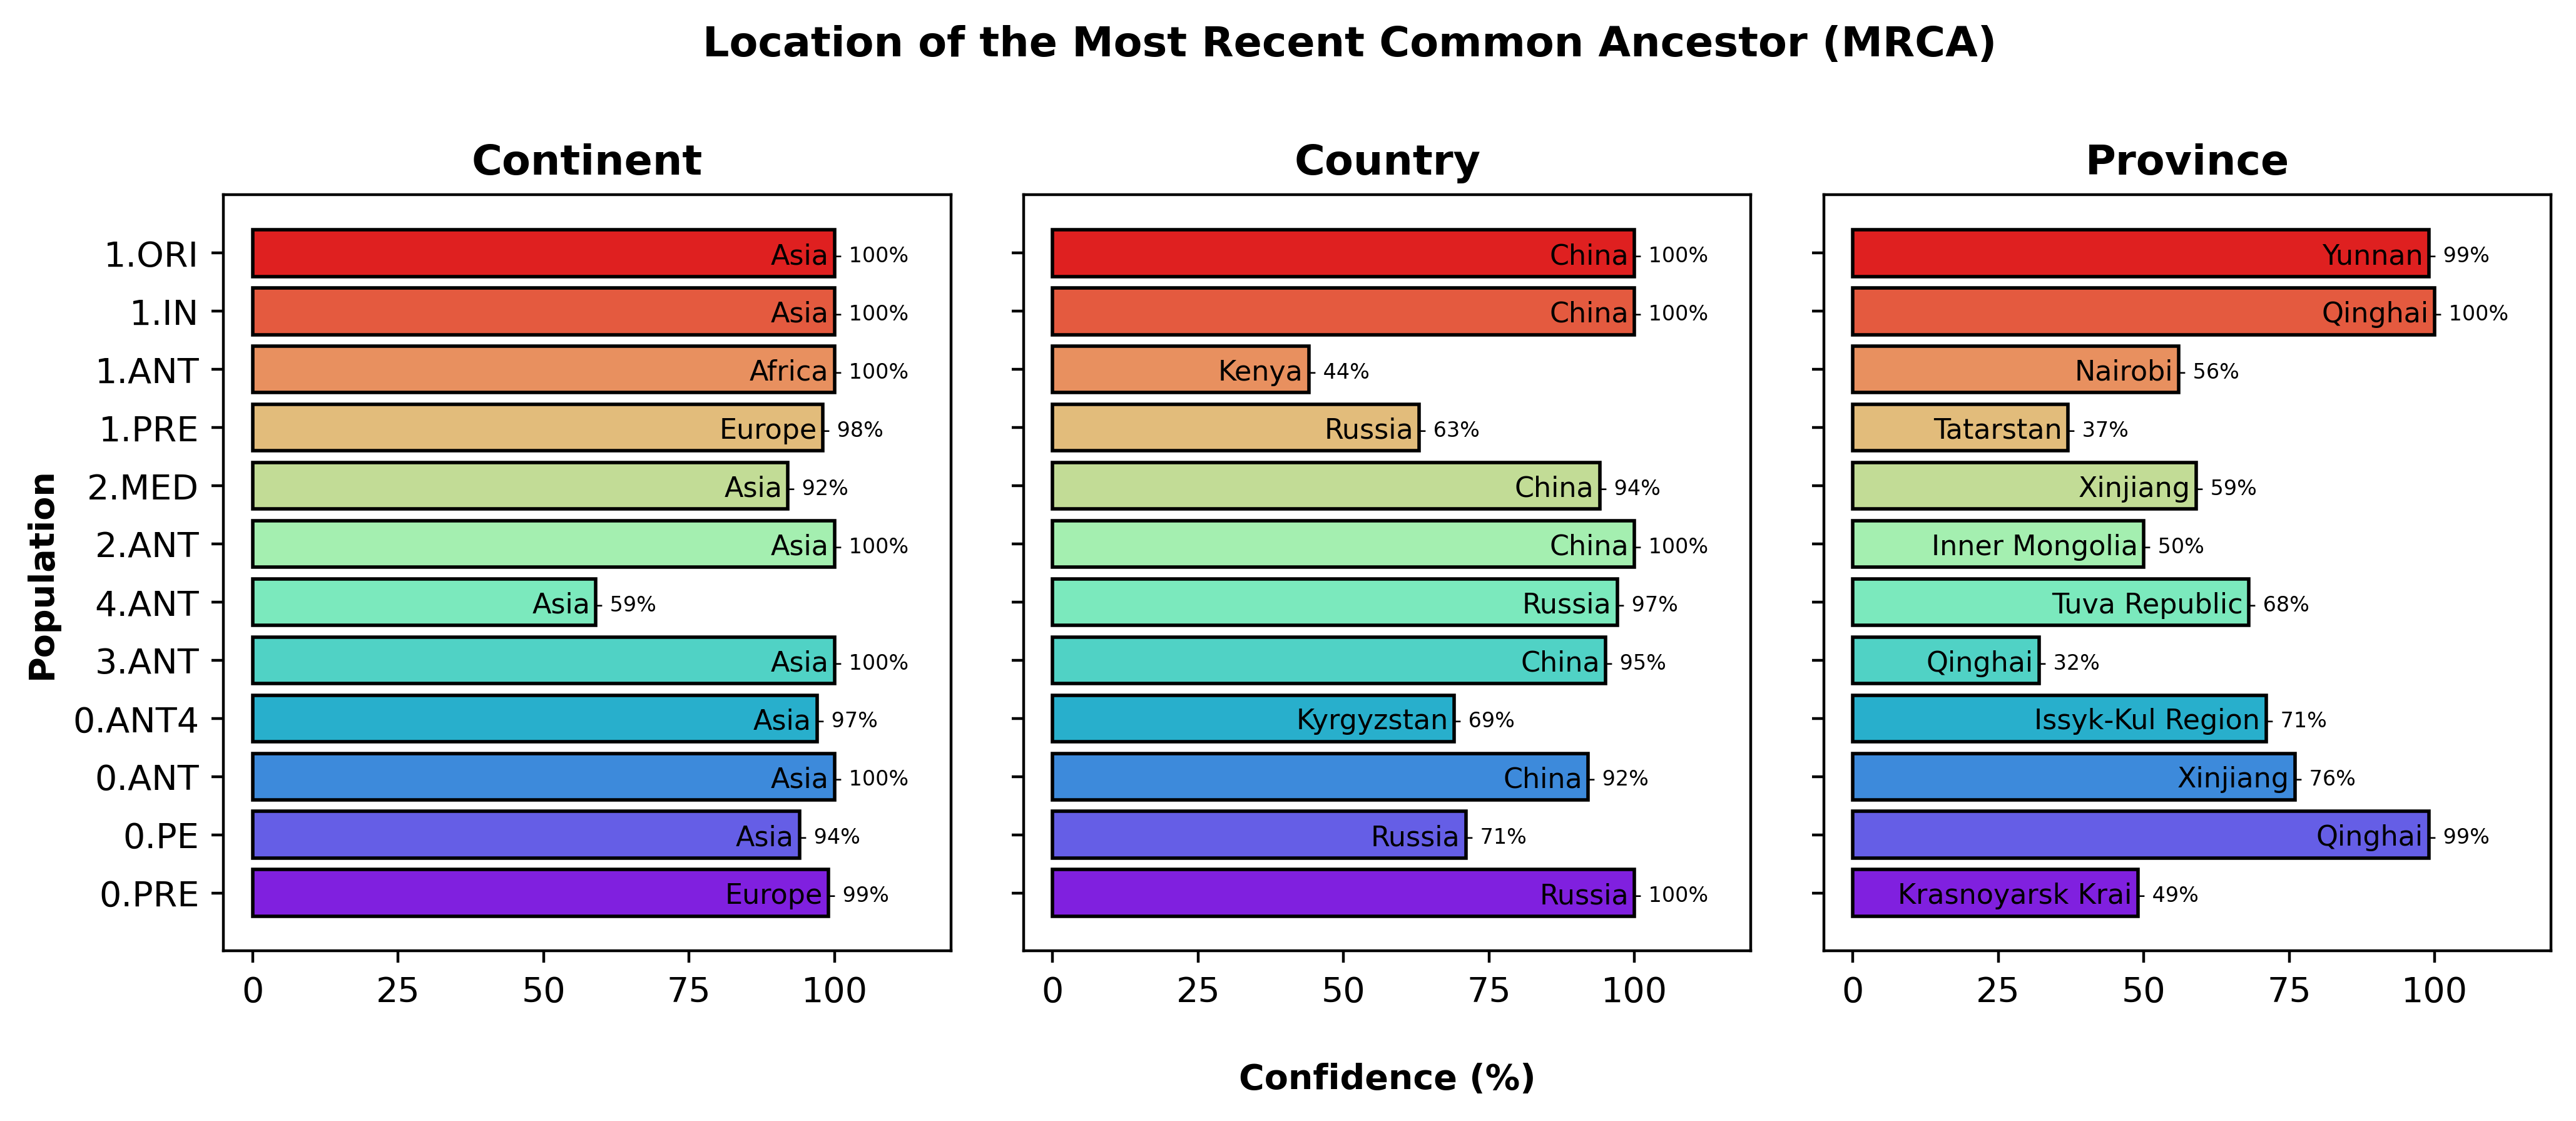 Location of the Most Recent Common Ancestor (MRCA)
Continent
Country
Province
Population
1.ORI Asia 100% China 100% Yunnan 99%
1.IN Asia 100% China 100% Qinghai 100%
1.ANT Africa 100% Kenya 44% Nairobi 56%
1.PRE Europe 98% Russia 63% Tatarstan 37%
2.MED Asia 92% China 94% Xinjiang 59%
2.ANT Asia 100% China 100% Inner Mongolia 50%
4.ANT Asia 59% Russia 97% Tuva Republic 68%
3.ANT Asia 100% China 95% Qinghai 32%
0.ANT4 Asia 97% Kyrgyzstan 69% Issyk-Kul Region 71%
0.ANT Asia 100% China 92% Xinjiang 76%
0.PE Asia 94% Russia 71% Qinghai 99%
0.PRE Europe 99% Russia 100% Krasnoyarsk Krai 49%
0 25 50 75 100
0 25 50 75 100
0 25 50 75 100
Confidence (%)